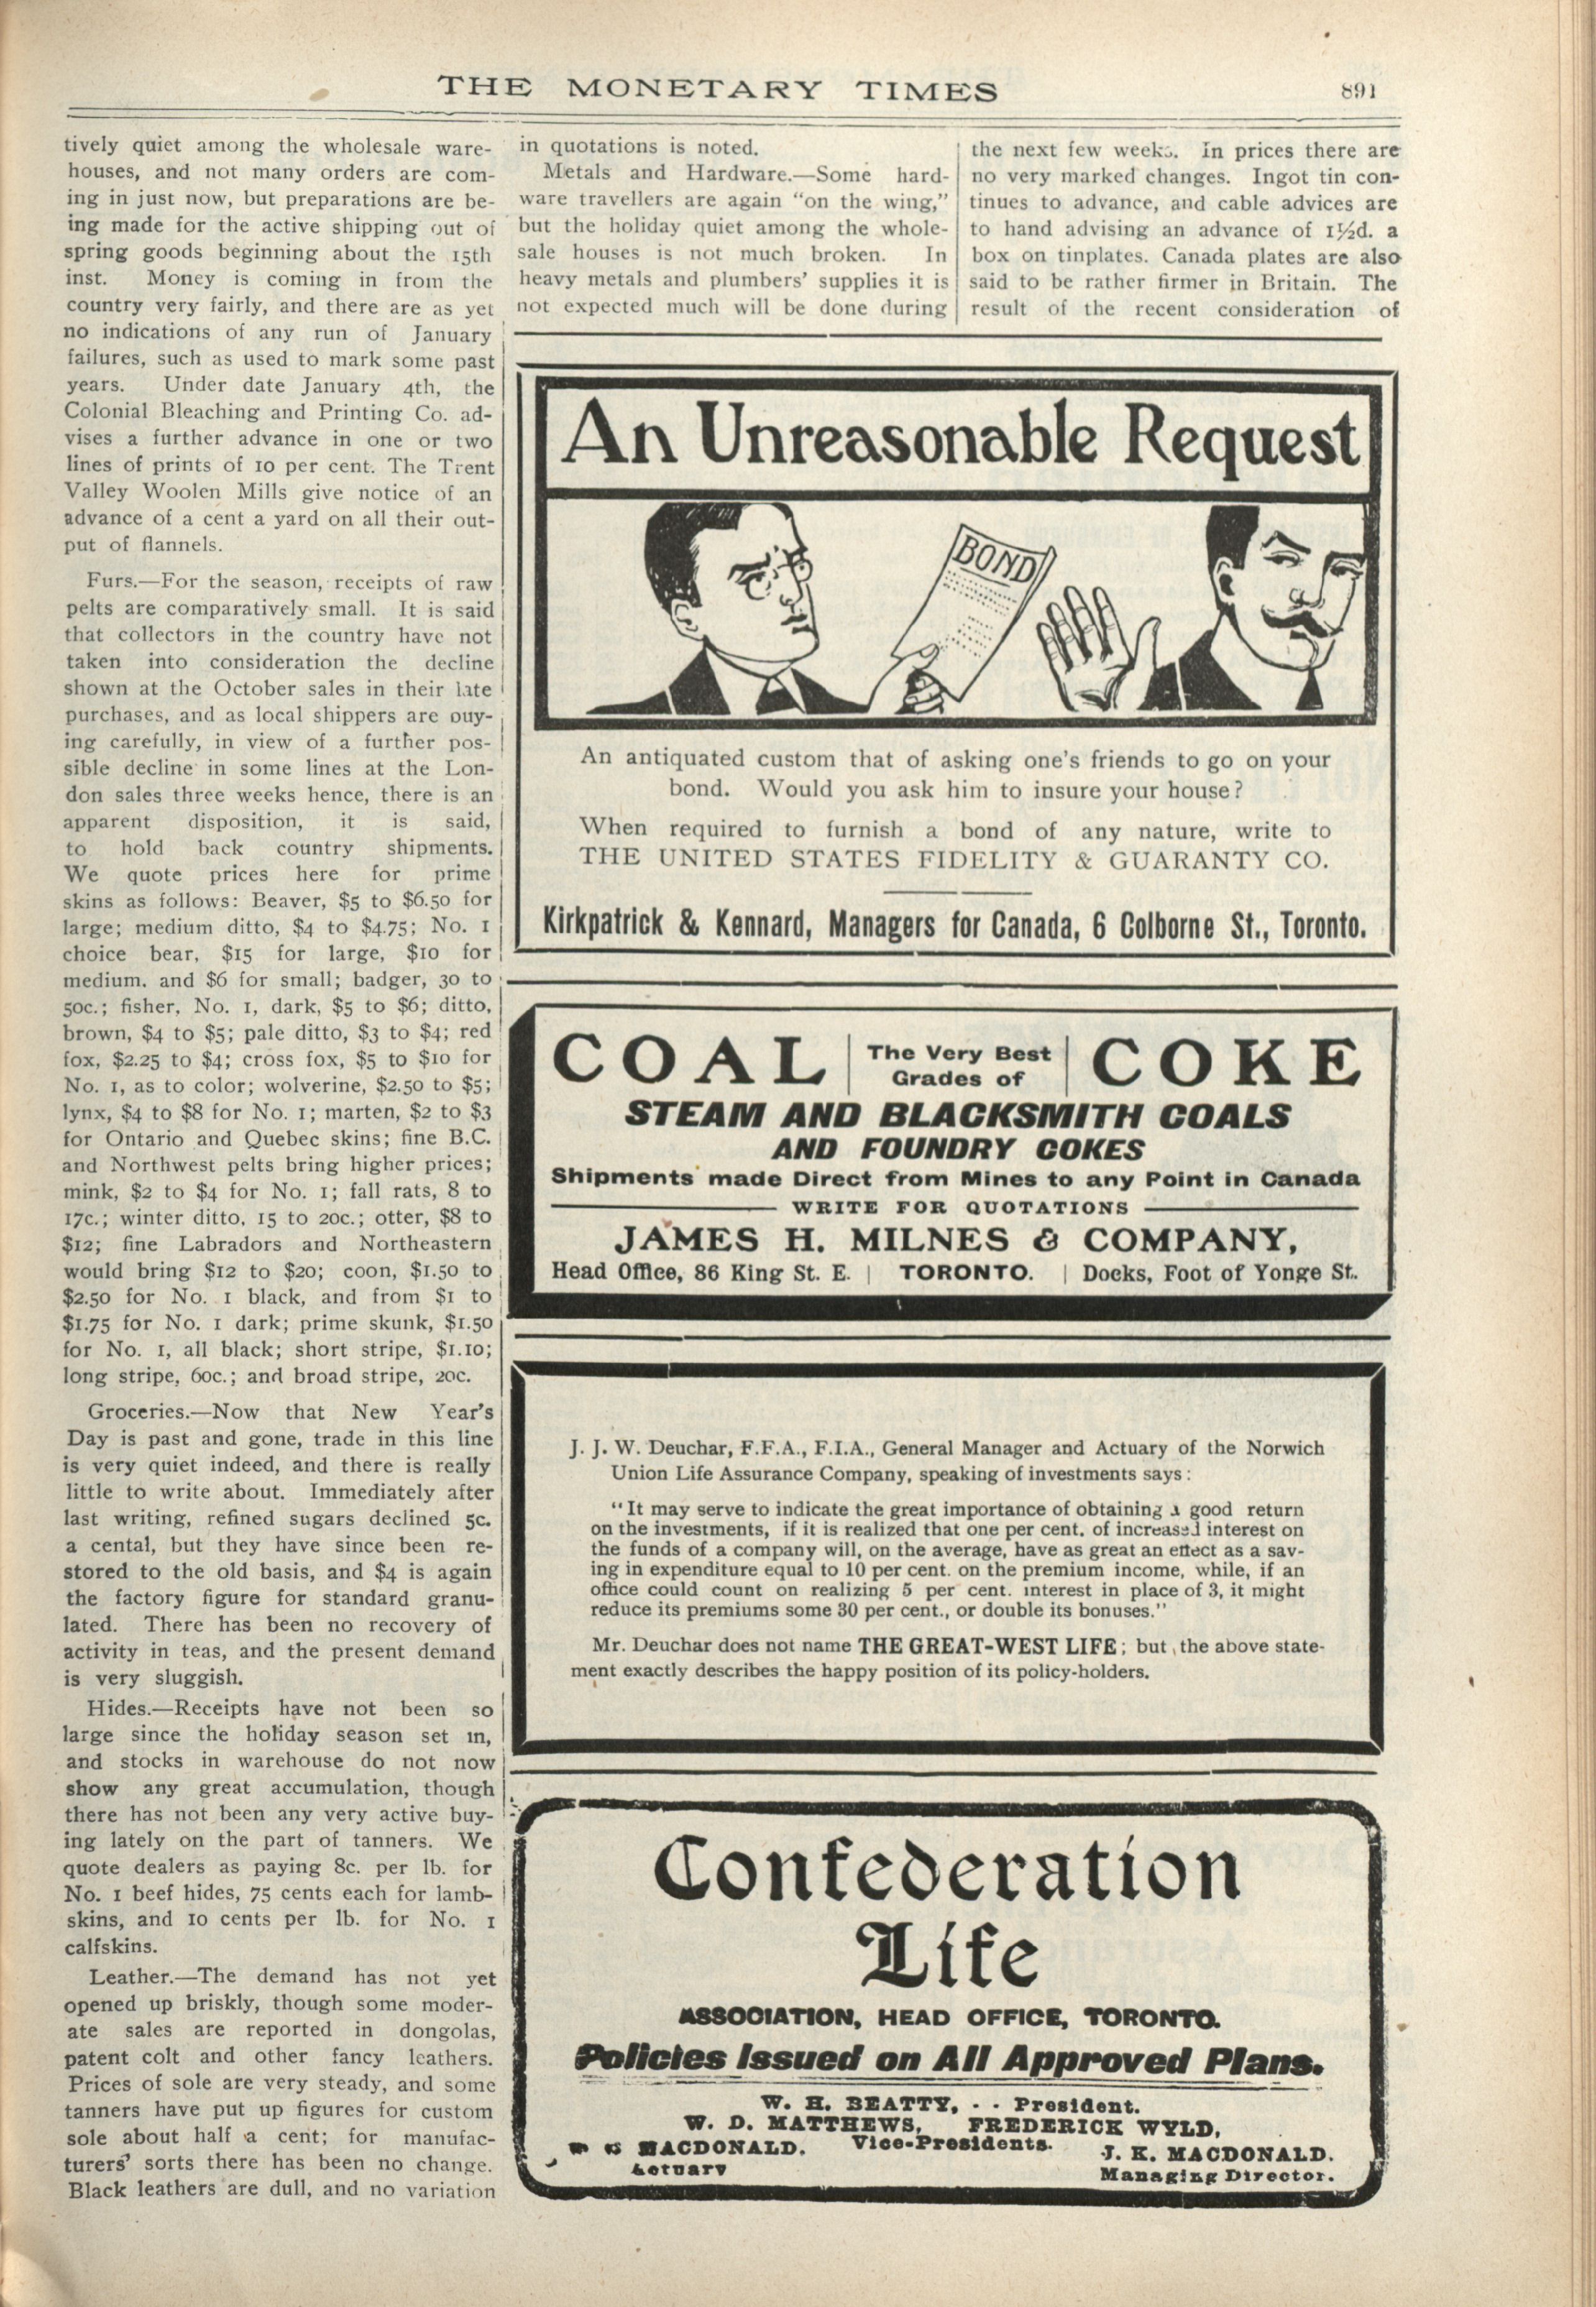 THE MONETARY TIMES
891
tively quiet among the wholesale ware-
houses, and not many orders are com-
ing in just now, but preparations are be-
ing made for the active shipping out of
spring goods beginning about the 15th
inst. Money is coming in from the
country very fairly, and there are as yet
no indications of any run of January
failures, such as used to mark some past
years. Under date January 4th, the
Colonial Bleaching and Printing Co. ad-
vises a further advance in one or two
lines of prints of 10 per cent. The Trent
Valley Woolen Mills give notice of an
advance of a cent a yard on all their out-
put of flannels.
Furs.—For the season, receipts of raw
pelts are comparatively small. It is said
that collectors in the country have not
taken into consideration the decline
shown at the October sales in their late
purchases, and as local shippers are buy-
ing carefully, in view of a further pos-
sible decline in some lines at the Lon-
don sales three weeks hence, there is an
apparent disposition, it is said,
to hold back country shipments.
We quote prices here for prime
skins as follows: Beaver, $5 to $6.50 for
large; medium ditto, $4 to $4.75; No. 1
choice bear, $15 for large, $10 for
medium. and $6 for small; badger, 30 to
50c.; fisher, No. 1, dark, $5 to $6; ditto,
brown, $4 to $5; pale ditto, $3 to $4; red
fox, $2.25 to $4; cross fox, $5 to $10 for
No. 1, as to color; wolverine, $2.50 to $5;
lynx, $4 to $8 for No. 1; marten, $2 to $3
for Ontario and Quebec skins; fine B.C.
and Northwest pelts bring higher prices;
mink, $2 to $4 for No. 1; fall rats, 8 to
17c.; winter ditto, 15 to 20c.; otter, $8 to
$12; fine Labradors and Northeastern
would bring $12 to $20; coon, $1.50 to
$2.50 for No. 1 black, and from $1 to
$1.75 for No. 1 dark; prime skunk, $1.50
for No. 1, all black; short stripe, $1.10;
long stripe, 60c.; and broad stripe, 20c.
Groceries.—Now that New Year's
Day is past and gone, trade in this line
is very quiet indeed, and there is really
little to write about. Immediately after
last writing, refined sugars declined 5c.
a cental, but they have since been re-
stored to the old basis, and $4 is again
the factory figure for standard granu-
lated. There has been no recovery of
activity in teas, and the present demand
is very sluggish.
Hides.—Receipts have not been so
large since the holiday season set in,
and stocks in warehouse do not now
show any great accumulation, though
there has not been any very active buy-
ing lately on the part of tanners. We
quote dealers as paying 8c. per lb. for
No. 1 beef hides, 75 cents each for lamb-
skins, and 10 cents per lb. for No. 1
calfskins.
Leather.—The demand has not yet
opened up briskly, though some moder-
ate sales are reported in dongolas,
patent colt and other fancy leathers.
Prices of sole are very steady, and some
tanners have put up figures for custom
sole about half a cent; for manufac-
turers' sorts there has been no change.
Black leathers are dull, and no variation
in quotations is noted.
Metals and Hardware.—Some hard-
ware travellers are again "on the wing,"
but the holiday quiet among the whole-
sale houses is not much broken. In
heavy metals and plumbers' supplies it is
not expected much will be done during
the next few weeks. In prices there are
no very marked changes. Ingot tin con-
tinues to advance, and cable advices are
to hand advising an advance of 1½d. a
box on tinplates. Canada plates are also
said to be rather firmer in Britain. The
result of the recent consideration of
An Unreasonable Request
BOND
An antiquated custom that of asking one's friends to go on your
bond. Would you ask him to insure your house?
When required to furnish a bond of any nature, write to
THE UNITED STATES FIDELITY & GUARANTY CO.
Kirkpatrick & Kennard, Managers for Canada, 6 Colborne St., Toronto.
COAL | The Very Best Grades of | COKE
STEAM AND BLACKSMITH COALS
AND FOUNDRY COKES
Shipments made Direct from Mines to any Point in Canada
WRITE FOR QUOTATIONS
JAMES H. MILNES & COMPANY,
Head Office, 86 King St. E. | TORONTO. | Docks, Foot of Yonge St.
J. J. W. Deuchar, F.F.A., F.I.A., General Manager and Actuary of the Norwich
Union Life Assurance Company, speaking of investments says:
"It may serve to indicate the great importance of obtaining a good return
on the investments, if it is realized that one per cent. of increased interest on
the funds of a company will, on the average, have as great an effect as a sav-
ing in expenditure equal to 10 per cent. on the premium income, while, if an
office could count on realizing 5 per cent. interest in place of 3, it might
reduce its premiums some 30 per cent., or double its bonuses."
Mr. Deuchar does not name THE GREAT-WEST LIFE; but the above state-
ment exactly describes the happy position of its policy-holders.
Confederation
Life
ASSOCIATION, HEAD OFFICE, TORONTO.
Policies Issued on All Approved Plans.
W. H. BEATTY, - - President.
W. D. MATTHEWS, FREDERICK WYLD,
Vice-Presidents.
MACDONALD. J. K. MACDONALD.
Actuary Managing Director.